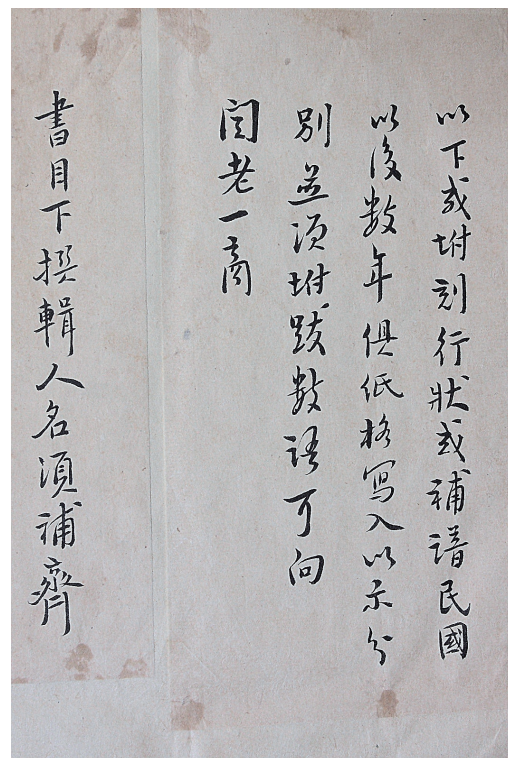 以下或坿刻行狀或補譜民國
以後數年俱低格寫入以示分
別並須坿跋數語可向
閏老一商
書目下撰輯人名須補齊